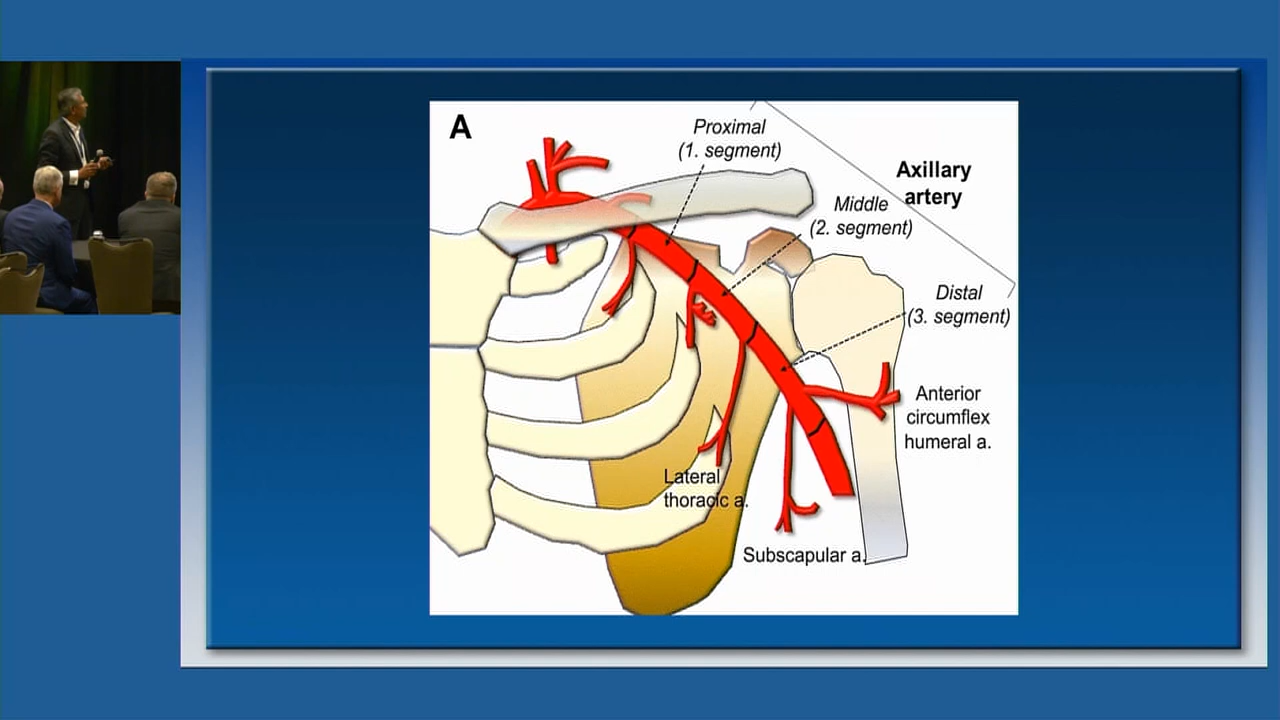 A
Proximal
(1. segment)
Axillary
artery
Middle
(2. segment)
Distal
(3. segment)
Anterior
circumflex
humeral a.
Lateral
thoracic a.
Subscapular a.